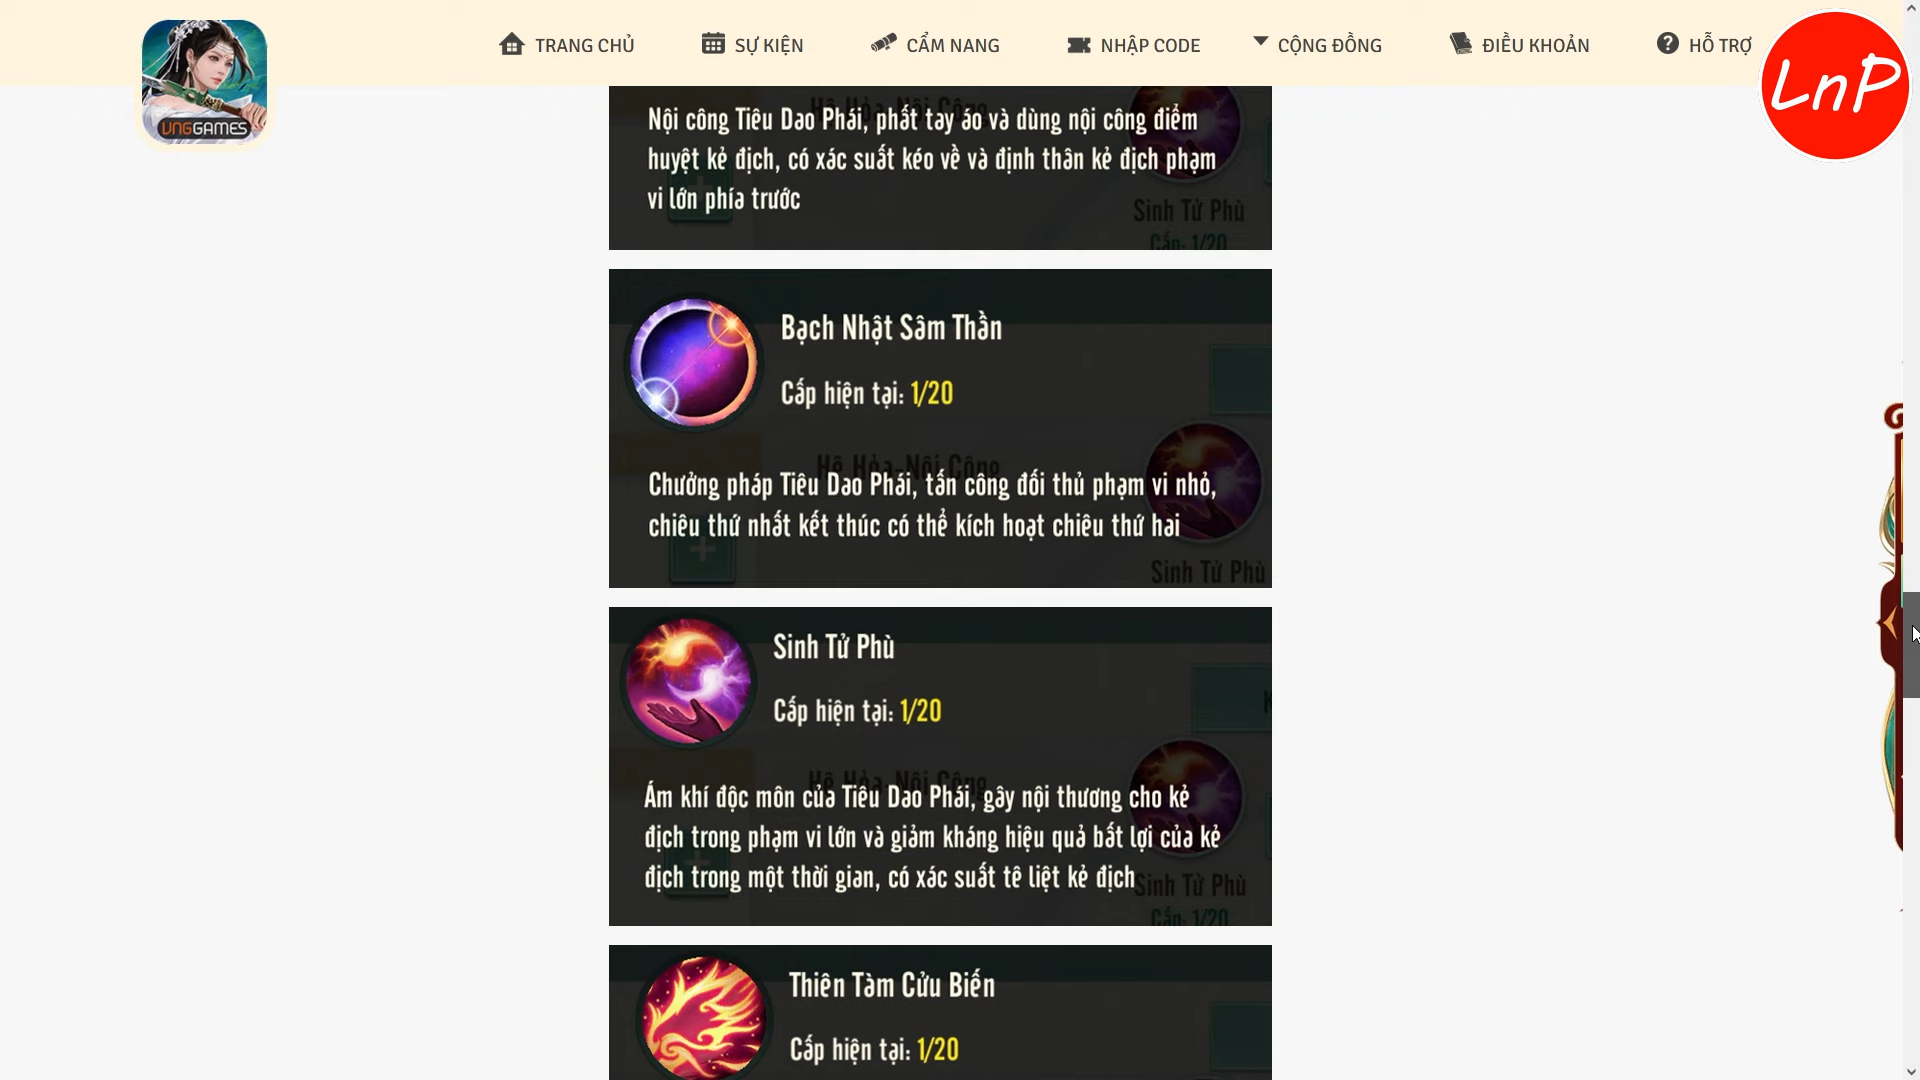 TRANG CHỦ
SỰ KIỆN
CẨM NANG
NHẬP CODE
CỘNG ĐỒNG
ĐIỀU KHOẢN
HỖ TRỢ
LnP
VNGGAMES
Nội công Tiêu Dao Phái, phất tay áo và dùng nội công điểm
huyệt kẻ địch, có xác suất kéo về và định thân kẻ địch phạm
vi lớn phía trước
Sinh Tử Phù
Cấp: 1/20
Bạch Nhật Sâm Thần
Cấp hiện tại: 1/20
Hệ Hỏa-Nội Công
Chưởng pháp Tiêu Dao Phái, tấn công đối thủ phạm vi nhỏ,
chiêu thứ nhất kết thúc có thể kích hoạt chiêu thứ hai
Sinh Tử Phù
Sinh Tử Phù
Cấp hiện tại: 1/20
Hệ Hỏa-Nội Công
Ám khí độc môn của Tiêu Dao Phái, gây nội thương cho kẻ
địch trong phạm vi lớn và giảm kháng hiệu quả bất lợi của kẻ
địch trong một thời gian, có xác suất tê liệt kẻ địch
Sinh Tử Phù
Cấp: 1/20
Thiên Tàm Cửu Biến
Cấp hiện tại: 1/20